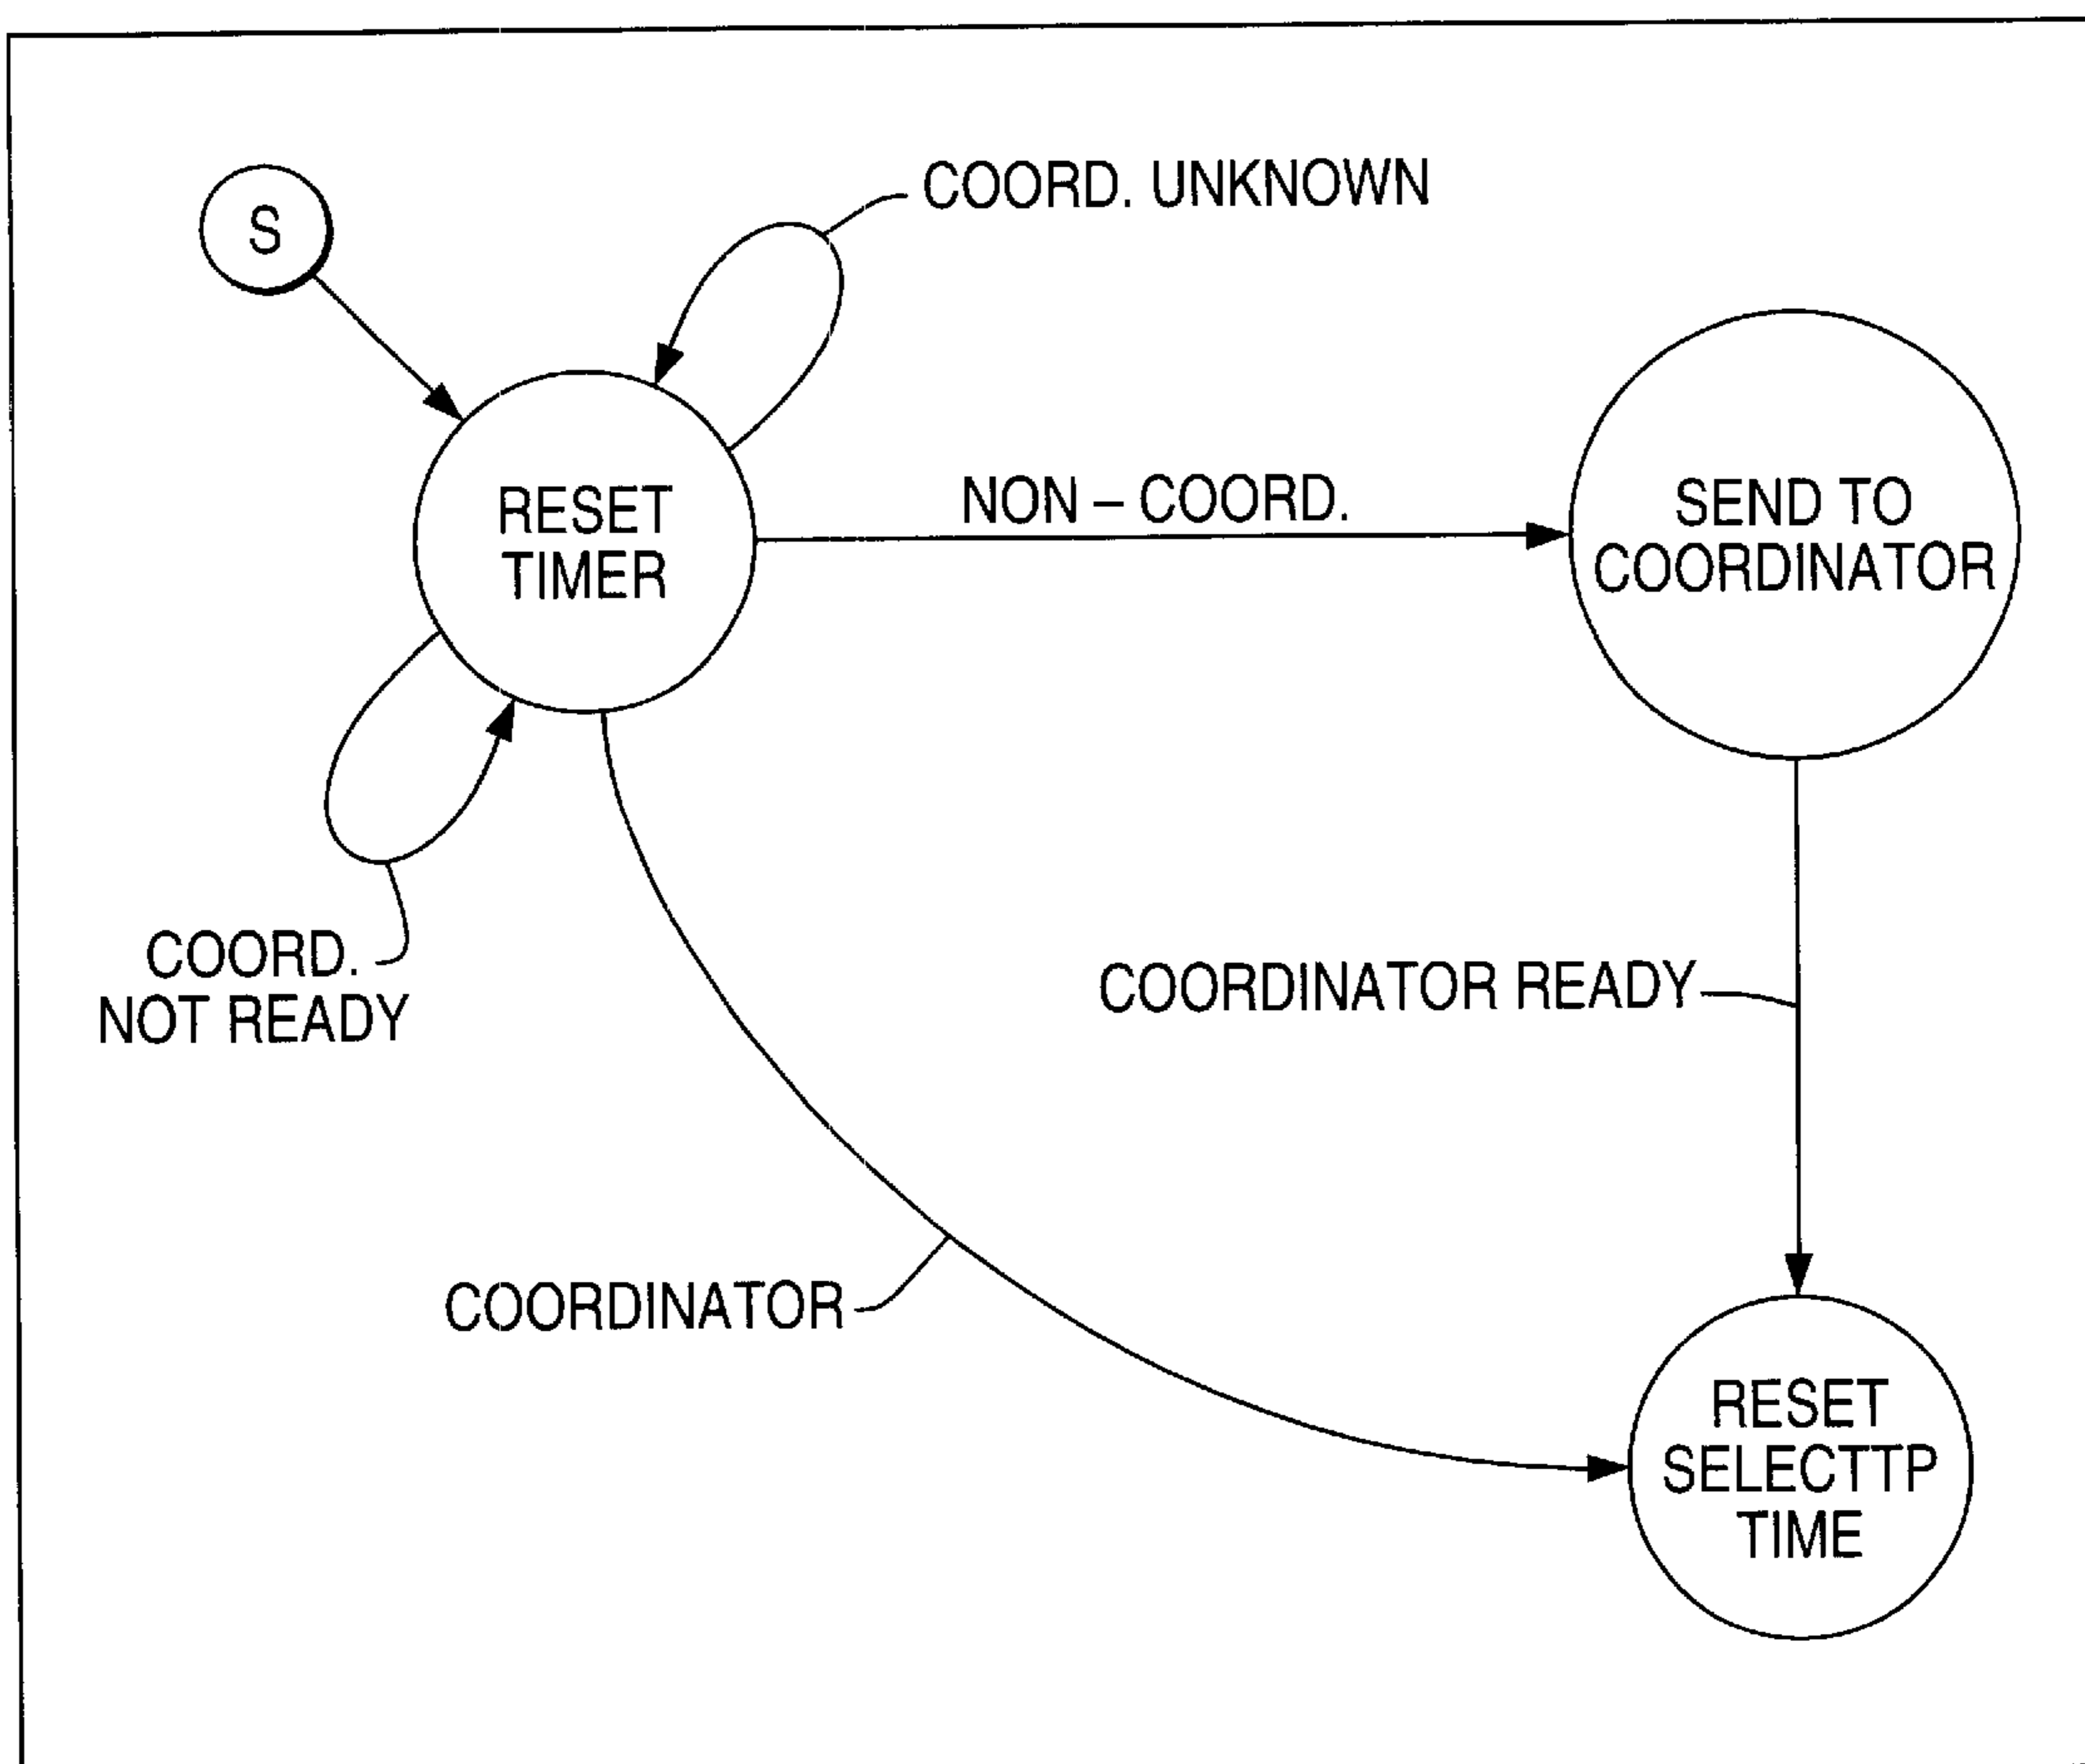 S
COORD. UNKNOWN
RESET
TIMER
NON – COORD.
SEND TO
COORDINATOR
COORD.
NOT READY
COORDINATOR READY
COORDINATOR
RESET
SELECTTP
TIME